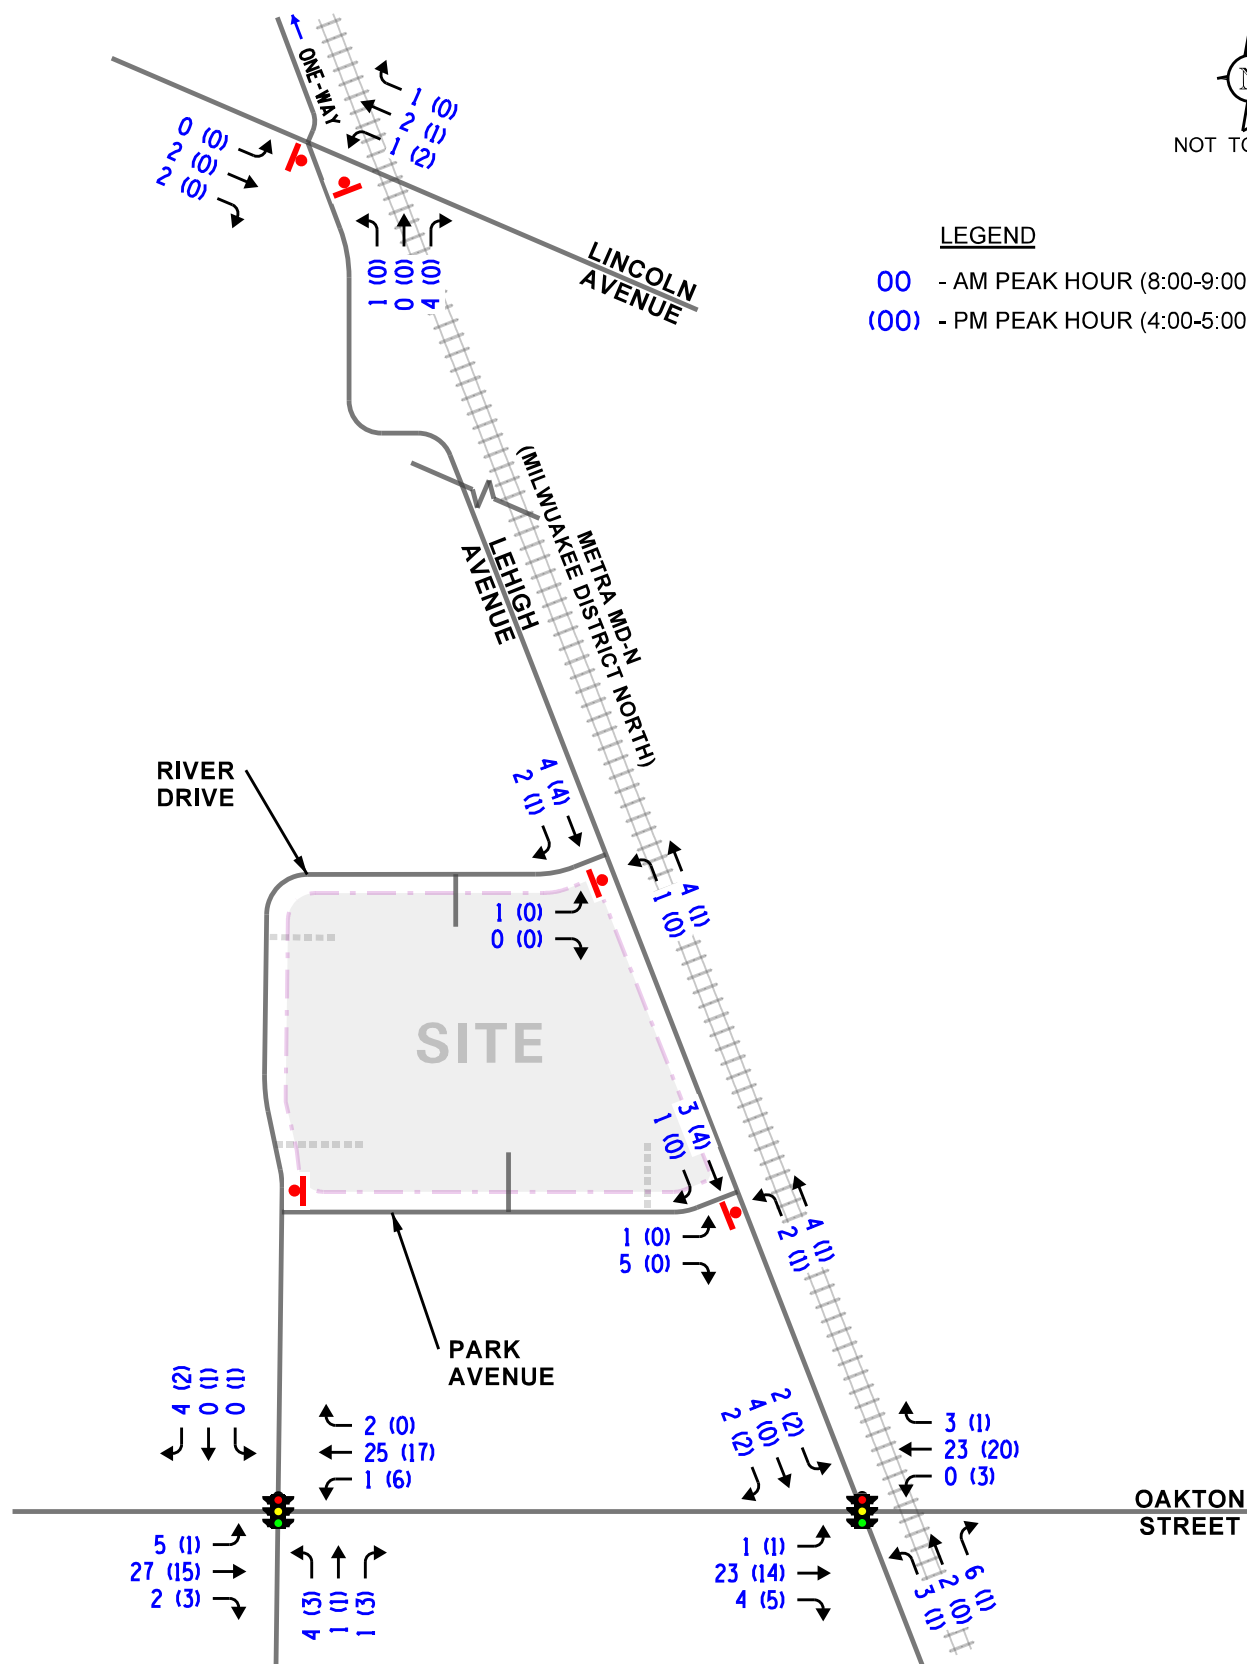 ONE-WAY
1 (0)
2 (1)
1 (2)
0 (0)
2 (0)
2 (0)
1 (0)
0 (0)
4 (0)
LINCOLN
AVENUE
N
NOT TO
LEGEND
00 - AM PEAK HOUR (8:00-9:00
(00) - PM PEAK HOUR (4:00-5:00
LEHIGH
AVENUE
METRA MD-N
(MILWUAKEE DISTRICT NORTH)
RIVER
DRIVE
4 (4)
2 (1)
4 (1)
1 (0)
1 (0)
0 (0)
SITE
3 (4)
1 (0)
4 (1)
2 (1)
1 (0)
5 (0)
PARK
AVENUE
4 (2)
0 (1)
0 (1)
2 (0)
25 (17)
1 (6)
5 (1)
27 (15)
2 (3)
4 (3)
1 (1)
1 (3)
2 (2)
4 (0)
2 (2)
3 (1)
23 (20)
0 (3)
1 (1)
23 (14)
4 (5)
3 (1)
2 (0)
6 (1)
OAKTON
STREET